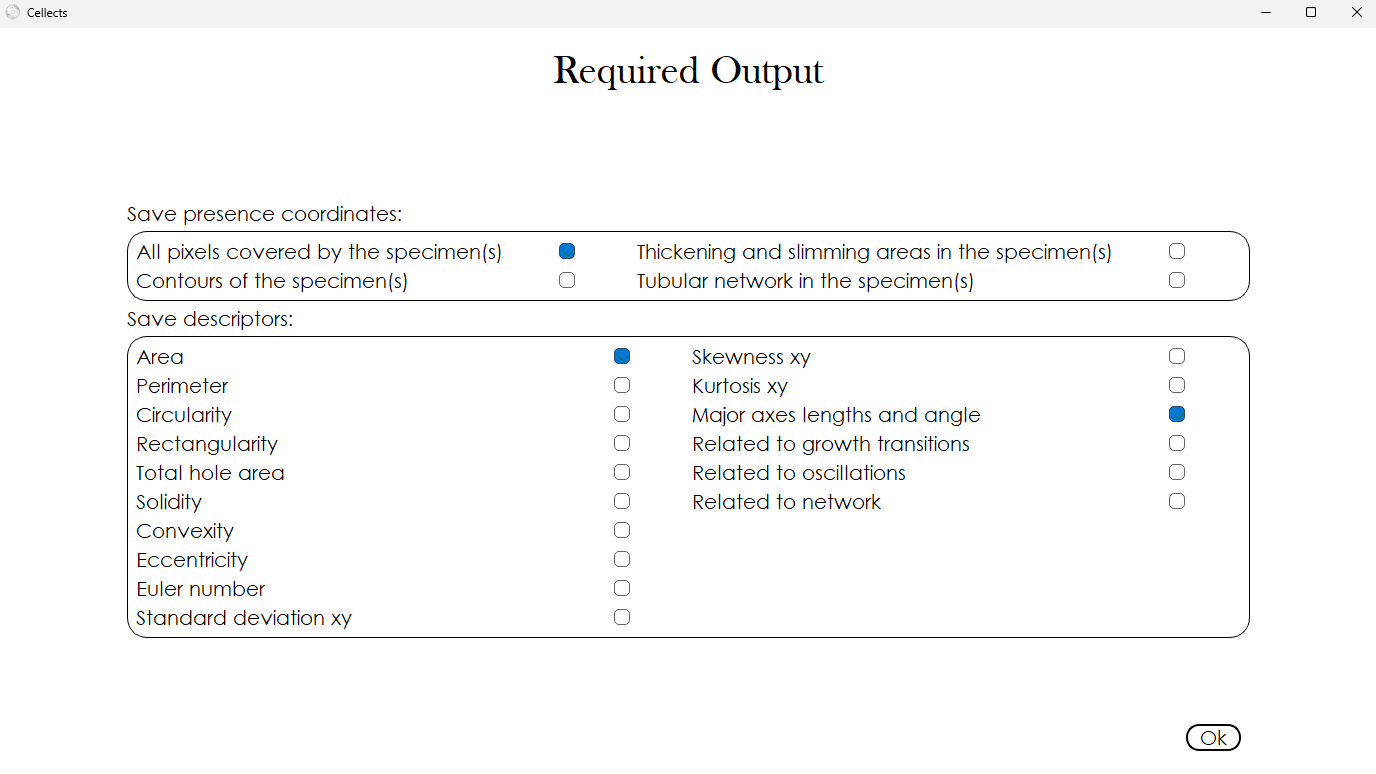 Cellects
Required Output
Save presence coordinates:
All pixels covered by the specimen(s)
Thickening and slimming areas in the specimen(s)
Contours of the specimen(s)
Tubular network in the specimen(s)
Save descriptors:
Area
Skewness xy
Perimeter
Kurtosis xy
Circularity
Major axes lengths and angle
Rectangularity
Related to growth transitions
Total hole area
Related to oscillations
Solidity
Related to network
Convexity
Eccentricity
Euler number
Standard deviation xy
Ok